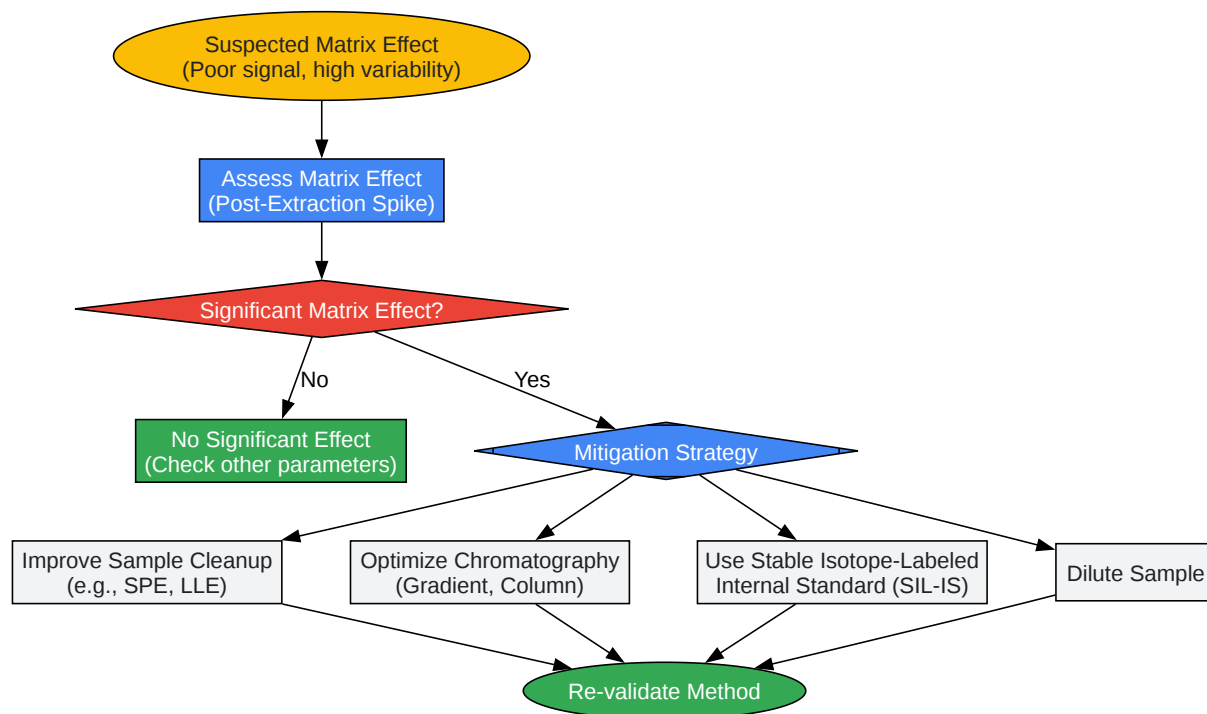 Suspected Matrix Effect
(Poor signal, high variability)
Assess Matrix Effect
(Post-Extraction Spike)
Significant Matrix Effect?
No
Yes
No Significant Effect
(Check other parameters)
Mitigation Strategy
Improve Sample Cleanup
(e.g., SPE, LLE)
Optimize Chromatography
(Gradient, Column)
Use Stable Isotope-Labeled
Internal Standard (SIL-IS)
Dilute Sample
Re-validate Method